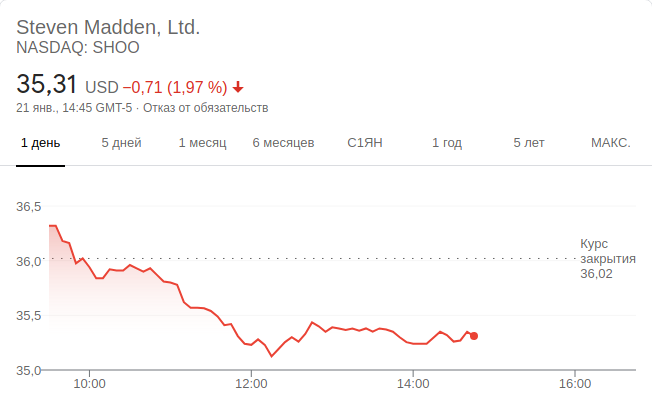 Steven Madden, Ltd.
NASDAQ: SHOO
35,31 USD −0,71 (1,97 %)
21 янв., 14:45 GMT-5 · Отказ от обязательств
1 день 5 дней 1 месяц 6 месяцев С1ЯН 1 год 5 лет МАКС.
36,5
36,0
35,5
35,0
Курс
закрытия
36,02
10:00 12:00 14:00 16:00